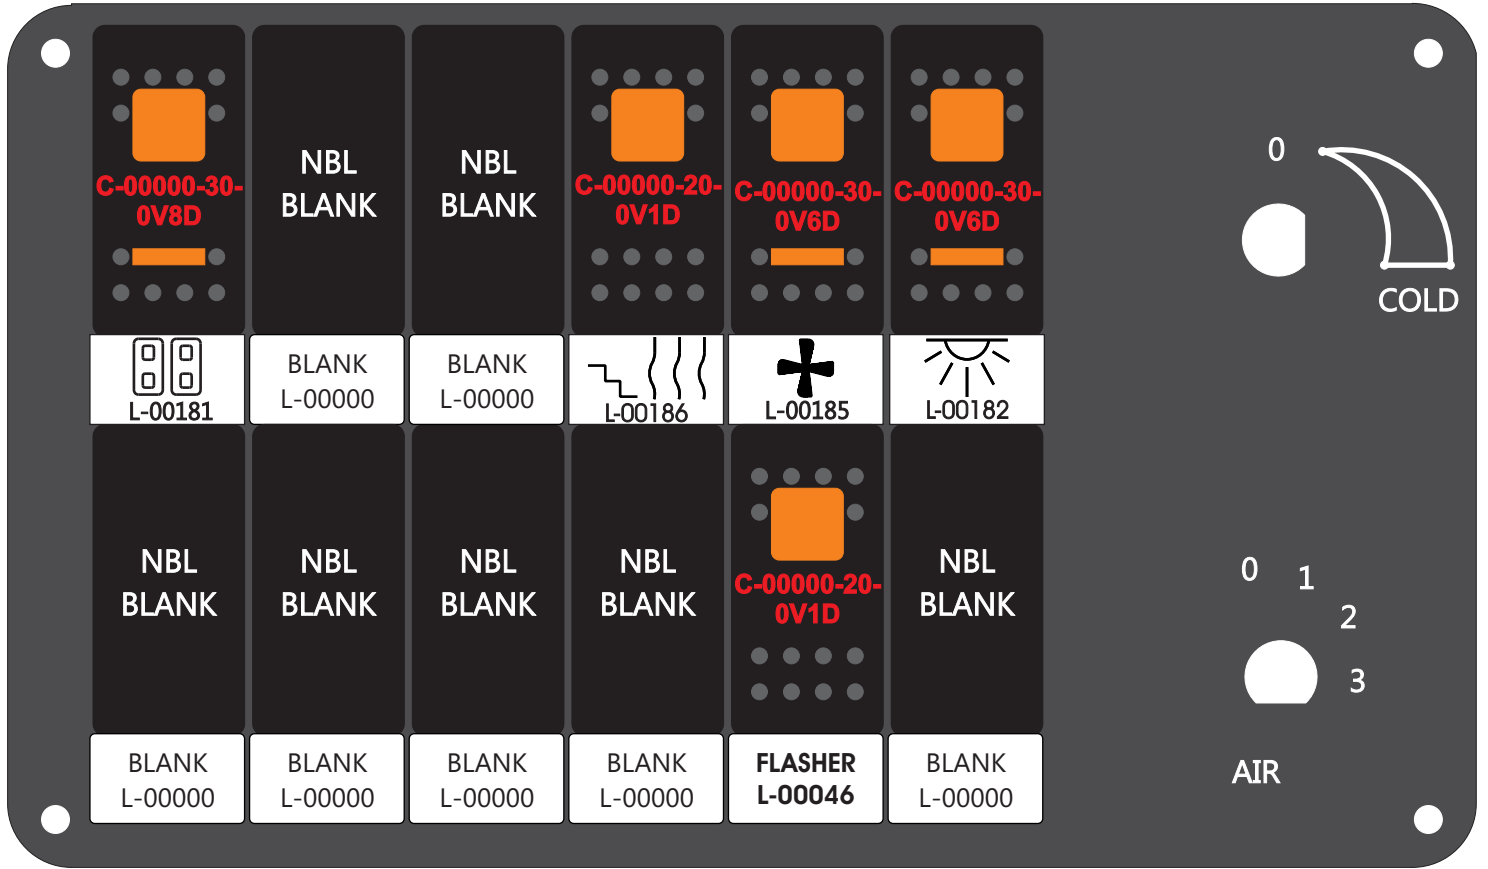 C-00000-30-
0V8D
NBL
BLANK
NBL
BLANK
C-00000-20-
0V1D
C-00000-30-
0V6D
C-00000-30-
0V6D
0
COLD
L-00181
BLANK
L-00000
BLANK
L-00000
L-00186
L-00185
L-00182
NBL
BLANK
NBL
BLANK
NBL
BLANK
NBL
BLANK
C-00000-20-
0V1D
NBL
BLANK
0
1
2
3
AIR
BLANK
L-00000
BLANK
L-00000
BLANK
L-00000
BLANK
L-00000
FLASHER
L-00046
BLANK
L-00000